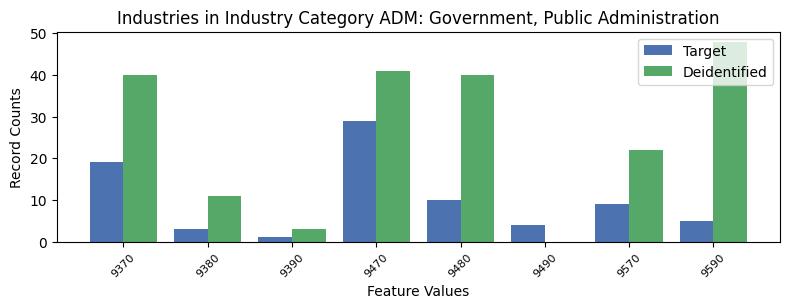 Industries in Industry Category ADM: Government, Public Administration
Record Counts
50
40
30
20
10
0
Target
Deidentified
9370
9380
9390
9470
9480
9490
9570
9590
Feature Values